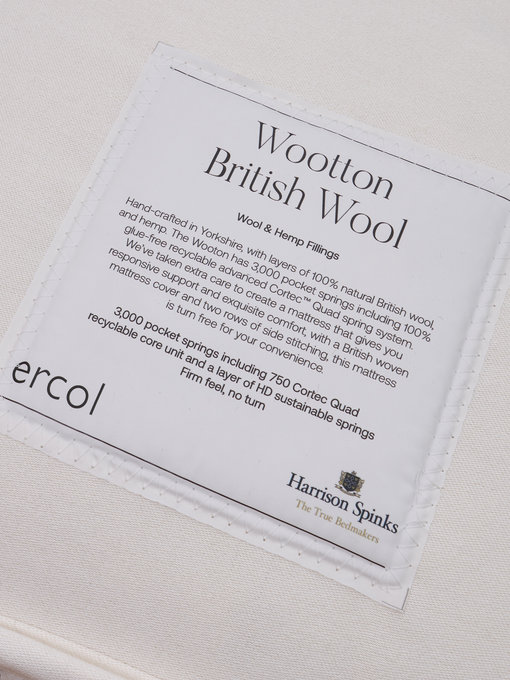 Wootton
British Wool
Wool & Hemp Fillings
Hand-crafted in Yorkshire, with layers of 100% natural British wool,
and hemp. The Wooton has 3,000 pocket springs including 100%
glue-free recyclable advanced Cortec™ Quad spring system.
We've taken extra care to create a mattress that gives you
responsive support and exquisite comfort, with a British woven
mattress cover and two rows of side stitching, this mattress
is turn free for your convenience.
3,000 pocket springs including 750 Cortec Quad
recyclable core unit and a layer of HD sustainable springs
Firm feel, no turn
ercol
Harrison Spinks
The True Bedmakers